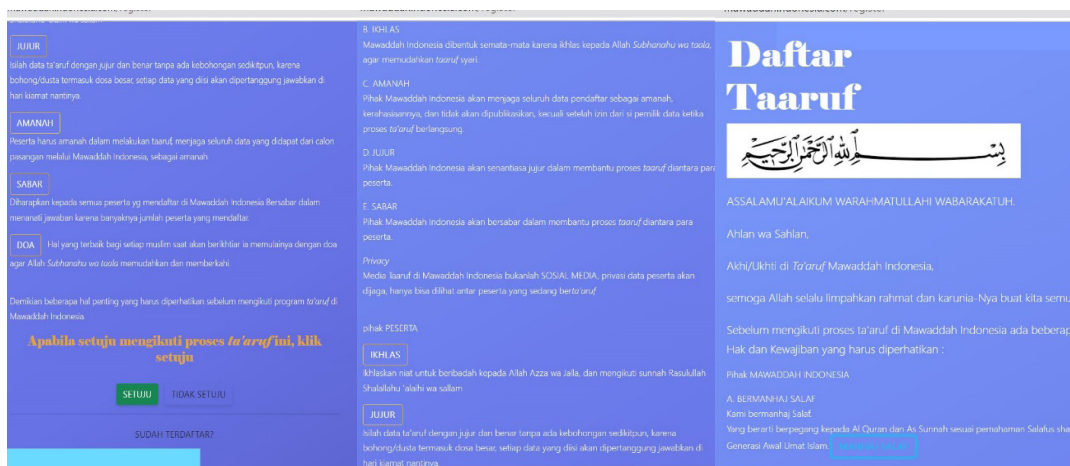 JUJUR
Isilah data ta'aruf dengan jujur dan benar tanpa ada kebohongan sedikitpun, karena
bohong/dusta termasuk dosa besar, setiap data yang diisi akan dipertanggung jawabkan di
hari kiamat nantinya.
AMANAH
Peserta harus amanah dalam melakukan taaruf, menjaga seluruh data yang didapat dari calon
pasangan melalui Mawaddah Indonesia, sebagai amanah
SABAR
Diharapkan kepada semua peserta yg mendaftar di Mawaddah Indonesia Bersabar dalam
menanati jawaban karena banyaknya jumlah peserta yang mendaftar.
DOA Hal yang terbaik bagi setiap muslim saat akan berikhtiar ia memulainya dengan doa
agar Allah Subhanahu wa taala memudahkan dan memberkahi.
Demikian beberapa hal penting yang harus diperhatikan sebelum mengikuti program ta'aruf di
Mawaddah Indonesia.
Apabila setuju mengikuti proses ta'aruf ini, klik
setuju
SETUJU TIDAK SETUJU
SUDAH TERDAFTAR?
B. IKHLAS
Mawaddah Indonesia dibentuk semata-mata karena ikhlas kepada Allah Subhanahu wa taala,
agar memudahkan taaruf syari.
C. AMANAH
Pihak Mawaddah Indonesia akan menjaga seluruh data pendaftar sebagai amanah,
kerahasiaannya, dan tidak akan dipublikasikan, kecuali setelah izin dari si pemilik data ketika
proses ta'aruf berlangsung.
D. JUJUR
Pihak Mawaddah Indonesia akan senantiasa jujur dalam membantu proses taaruf diantara para
peserta.
E. SABAR
Pihak Mawaddah Indonesia akan bersabar dalam membantu proses taaruf diantara para
peserta.
Privacy
Media Taaruf di Mawaddah Indonesia bukanlah SOSIAL MEDIA, privasi data peserta akan
dijaga, hanya bisa dilihat antar peserta yang sedang berta'aruf
pihak PESERTA
IKHLAS
Ikhlaskan niat untuk beribadah kepada Allah Azza wa Jalla, dan mengikuti sunnah Rasulullah
Shalallahu 'alaihi wa sallam
JUJUR
Isilah data ta'aruf dengan jujur dan benar tanpa ada kebohongan sedikitpun, karena
bohong/dusta termasuk dosa besar, setiap data yang diisi akan dipertanggung jawabkan di
hari kiamat nantinya
Daftar
Taaruf
بِسْــــــمِ اللهِ الرَّحْمٰنِ الرَّحِيْمِ
ASSALAMU'ALAIKUM WARAHMATULLAHI WABARAKATUH.
Ahlan wa Sahlan,
Akhi/Ukhti di Ta'aruf Mawaddah Indonesia,
semoga Allah selalu limpahkan rahmat dan karunia-Nya buat kita semu
Sebelum mengikuti proses ta'aruf di Mawaddah Indonesia ada beberap
Hak dan Kewajiban yang harus diperhatikan :
Pihak MAWADDAH INDONESIA
A. BERMANHAJ SALAF
Kami bermanhaj Salaf.
Yang berarti berpegang kepada Al Quran dan As Sunnah sesuai pemahaman Salafus sha
Generasi Awal Umat Islam.